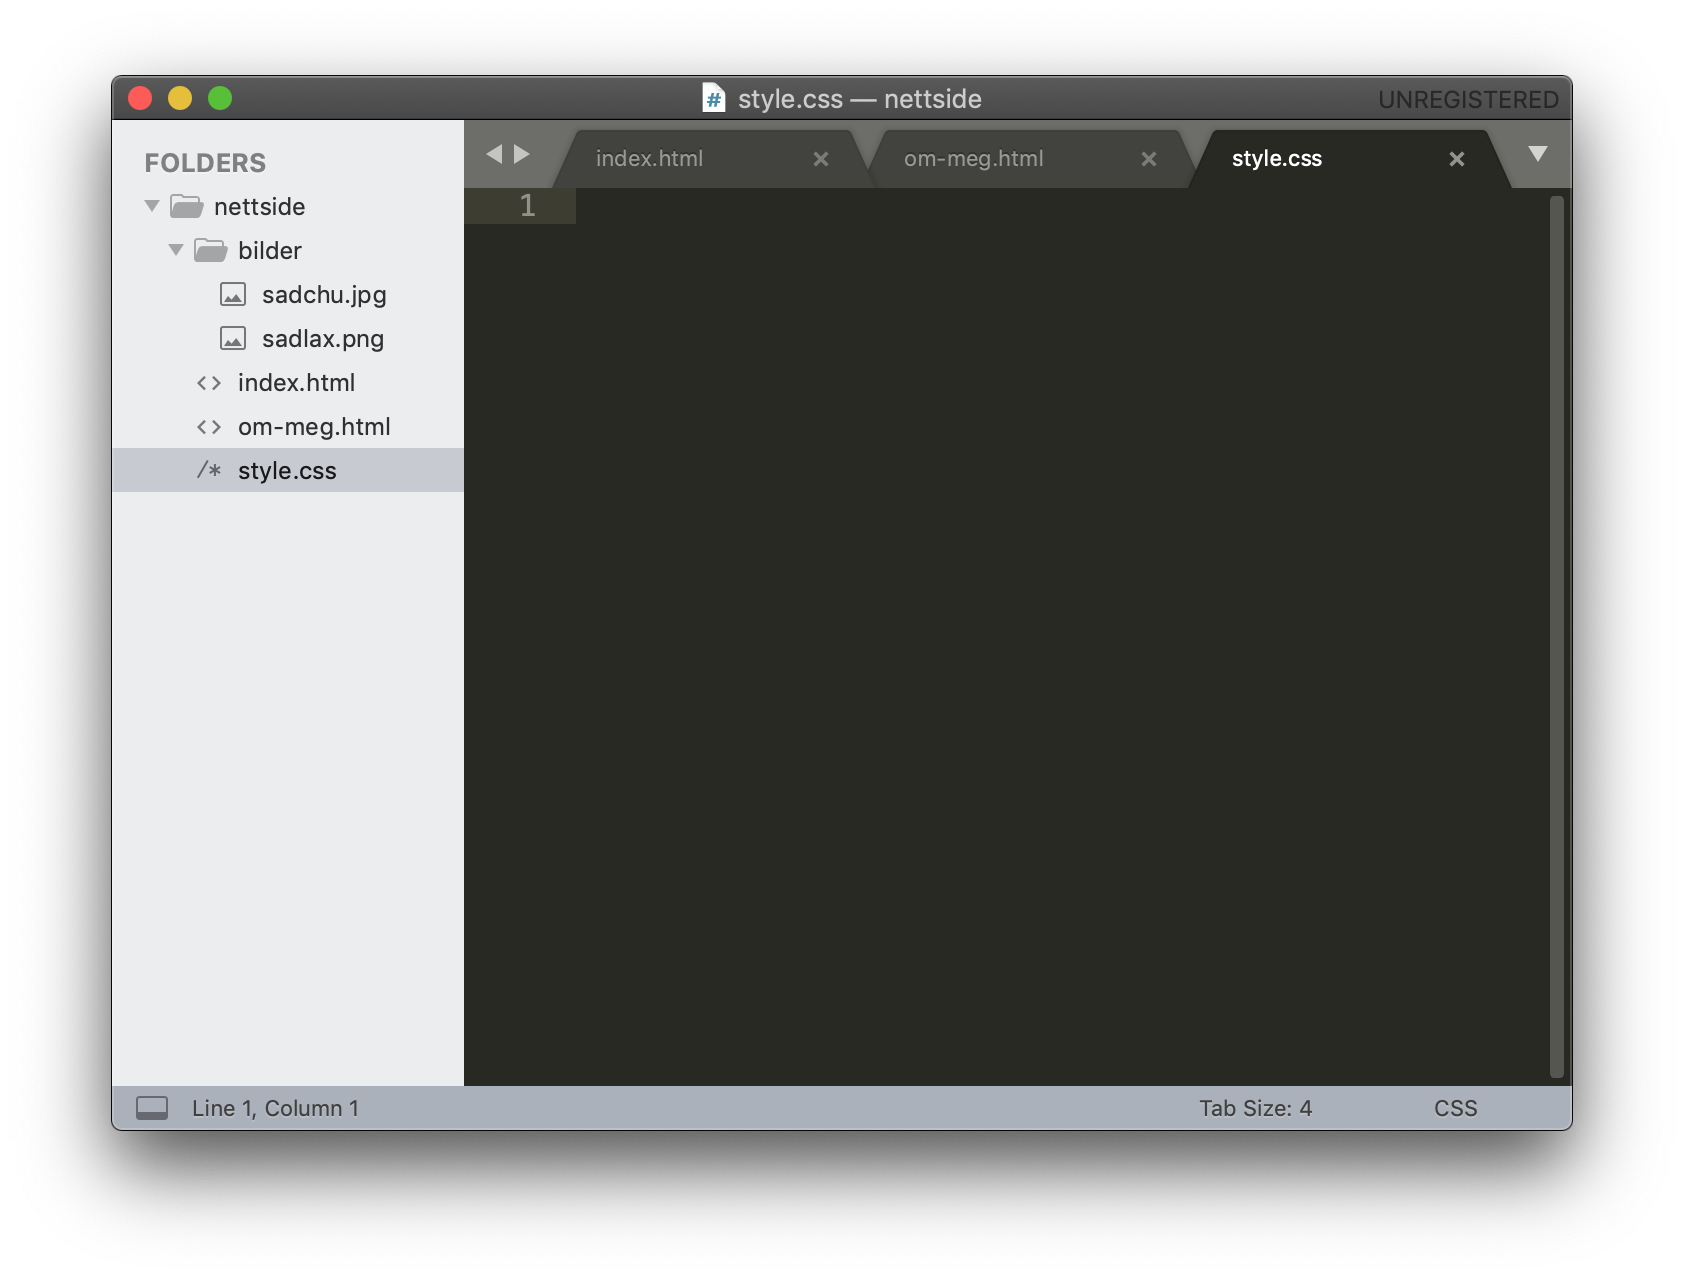 style.css — nettside
UNREGISTERED
FOLDERS
nettside
bilder
sadchu.jpg
sadlax.png
index.html
om-meg.html
/* style.css
index.html
om-meg.html
style.css
1
Line 1, Column 1
Tab Size: 4
CSS